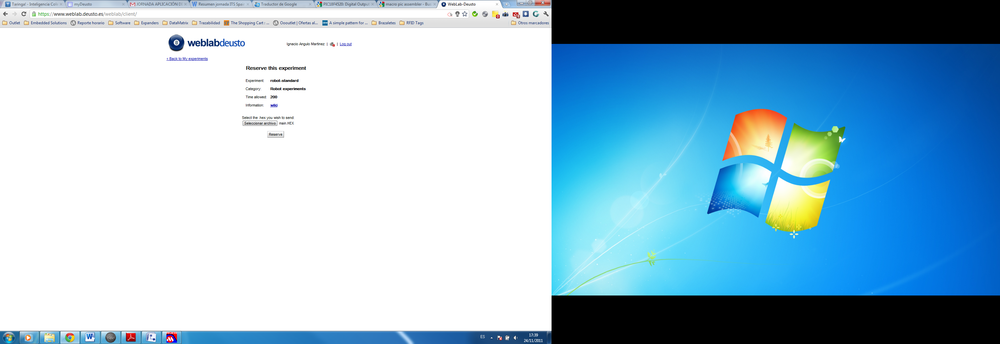 Taringa! - Inteligencia Cole
myDeusto
JORNADA APLICACIÓN DE
Resumen jornada ITS Spain
Traductor de Google
PIC18F4520: Digital Output
macro pic assembler - Bus
WebLab-Deusto
https://www.weblab.deusto.es/weblab/client/
0
1
Outlet
Embedded Solutions
Reporte horario
Software
Expanders
DataMatrix
Trazabilidad
The Shopping Cart : ...
Oooutlet | Ofertas al...
A simple pattern for ...
Brazaletes
RFID Tags
Otros marcadores
8 weblabdeusto
Ignacio Angulo Martinez | | Log out
< Back to My experiments
Reserve this experiment
Experiment: robot-standard
Category: Robot experiments
Time allowed: 200
Information: wiki
Select the .hex you wish to send:
Seleccionar archivo main.HEX
Reserve
ES
17:39
24/11/2011